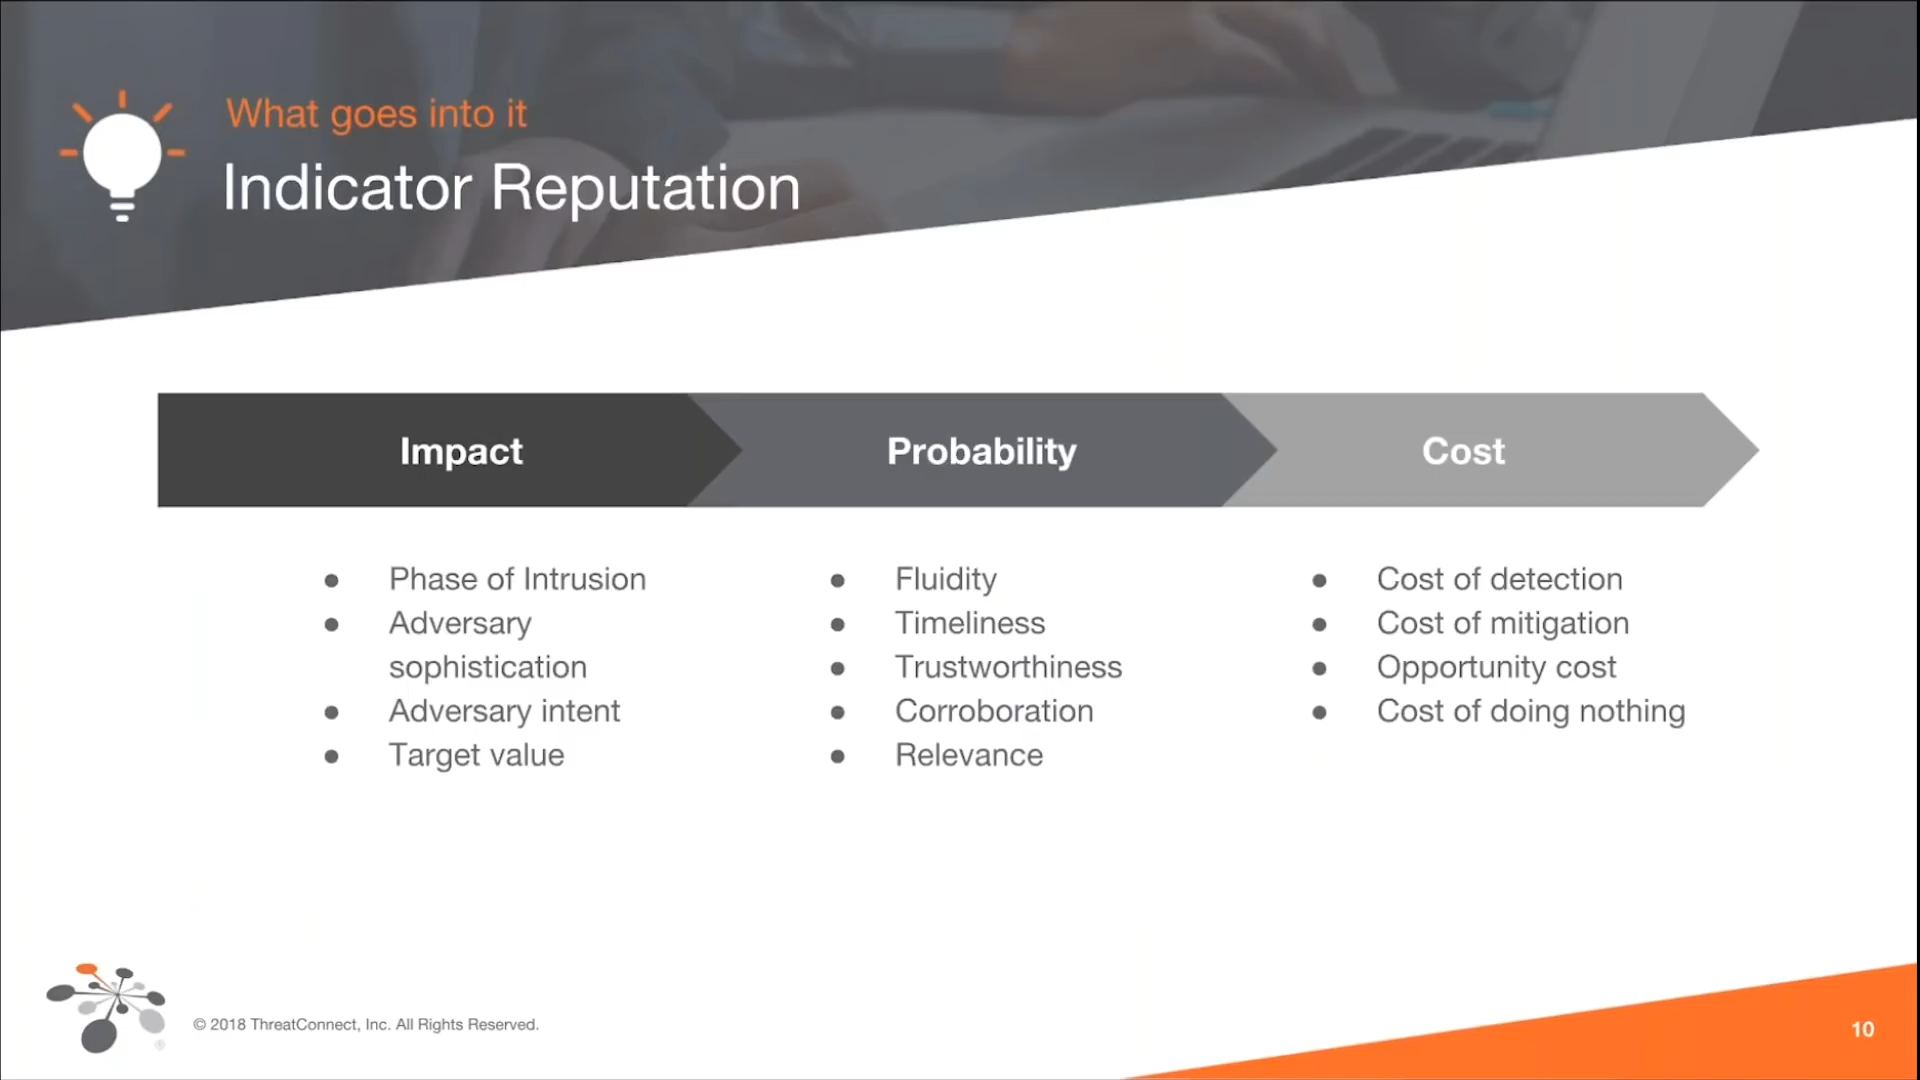 What goes into it
Indicator Reputation
Impact
Probability
Cost
● Phase of Intrusion
● Adversary
sophistication
● Adversary intent
● Target value
● Fluidity
● Timeliness
● Trustworthiness
● Corroboration
● Relevance
● Cost of detection
● Cost of mitigation
● Opportunity cost
● Cost of doing nothing
® 
© 2018 ThreatConnect, Inc. All Rights Reserved.
10